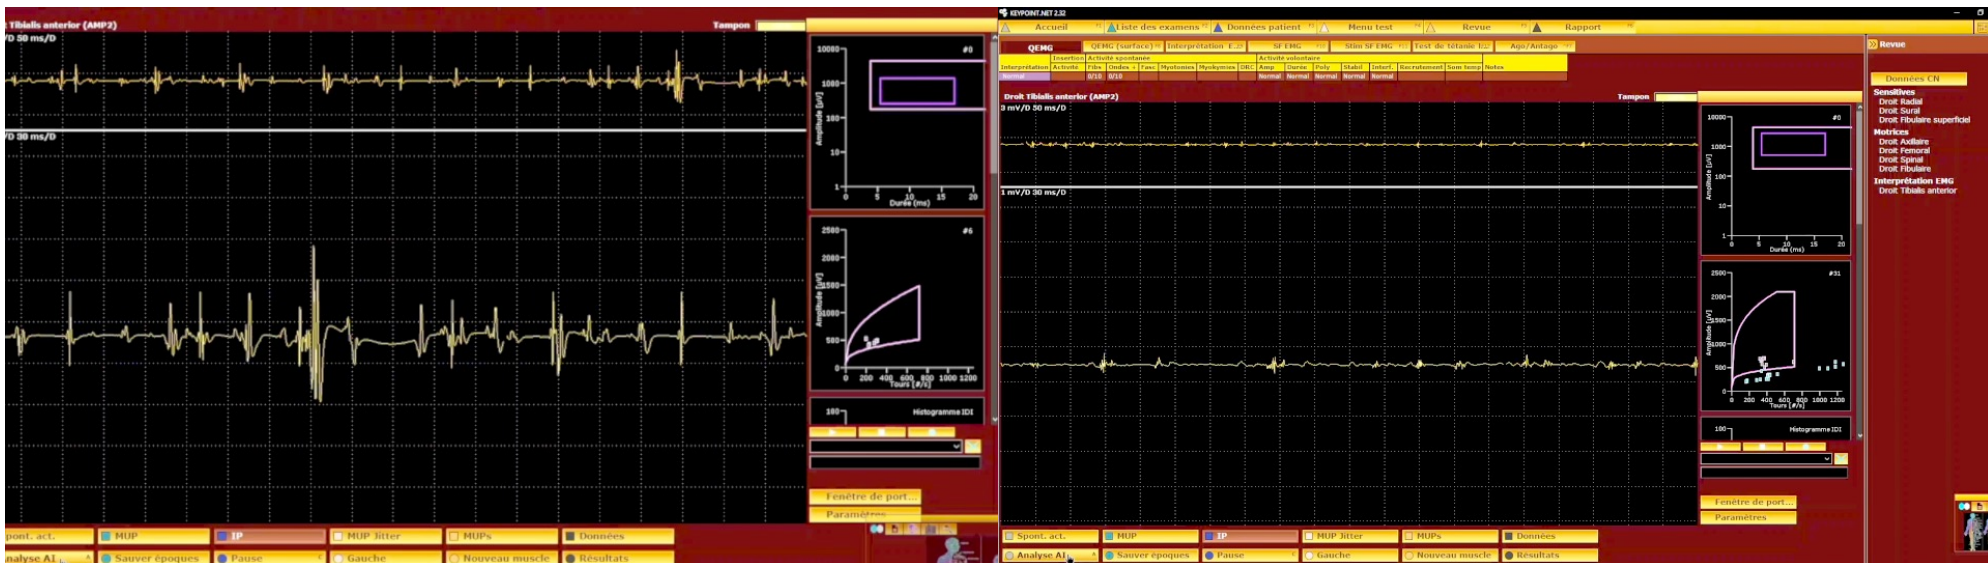 t Tibialis anterior (AMP2)
Tampon
/D 50 ms/D
#0
10000
1000
100
10
1
Amplitude [µV]
0 5 10 15 20
Durée (ms)
/D 30 ms/D
#6
2500
2000
1500
1000
500
0
Amplitude [µV]
0 200 400 600 800 1000 1200
Tours [#/s]
100
Histogramme IDI
Fenêtre de port...
Paramètres
pont. act.
MUP
IP
MUP Jitter
MUPs
Données
Analyse AI
Sauver époques
Pause
Gauche
Nouveau muscle
Résultats
KEYPOINT.NET 2.32
Accueil
Liste des examens
Données patient
Menu test
Revue
Rapport
QEMG
QEMG (surface)
Interprétation E...
SF EMG
Stim SF EMG
Test de tétanie
Ago/Antago
Insertion Activité spontanée Activité volontaire
Interprétation Activité Fibs Ondes + Fasc Myotonies Myokymies DRC Amp Durée Poly Stabil Interf. Recrutement Som temp Notes
Normal 0/10 0/10 Normal Normal Normal Normal Normal
Droit Tibialis anterior (AMP2)
Tampon
3 mV/D 50 ms/D
#0
10000
1000
100
10
1
Amplitude [µV]
0 5 10 15 20
Durée (ms)
1 mV/D 30 ms/D
#31
2500
2000
1500
1000
500
0
Amplitude [µV]
0 200 400 600 800 1000 1200
Tours [#/s]
100
Histogramme IDI
Fenêtre de port...
Paramètres
Spont. act.
MUP
IP
MUP Jitter
MUPs
Données
Analyse AI
Sauver époques
Pause
Gauche
Nouveau muscle
Résultats
Revue
Données CN
Sensitives
Droit Radial
Droit Sural
Droit Fibulaire superficiel
Motrices
Droit Axillaire
Droit Femoral
Droit Spinal
Droit Fibulaire
Interprétation EMG
Droit Tibialis anterior